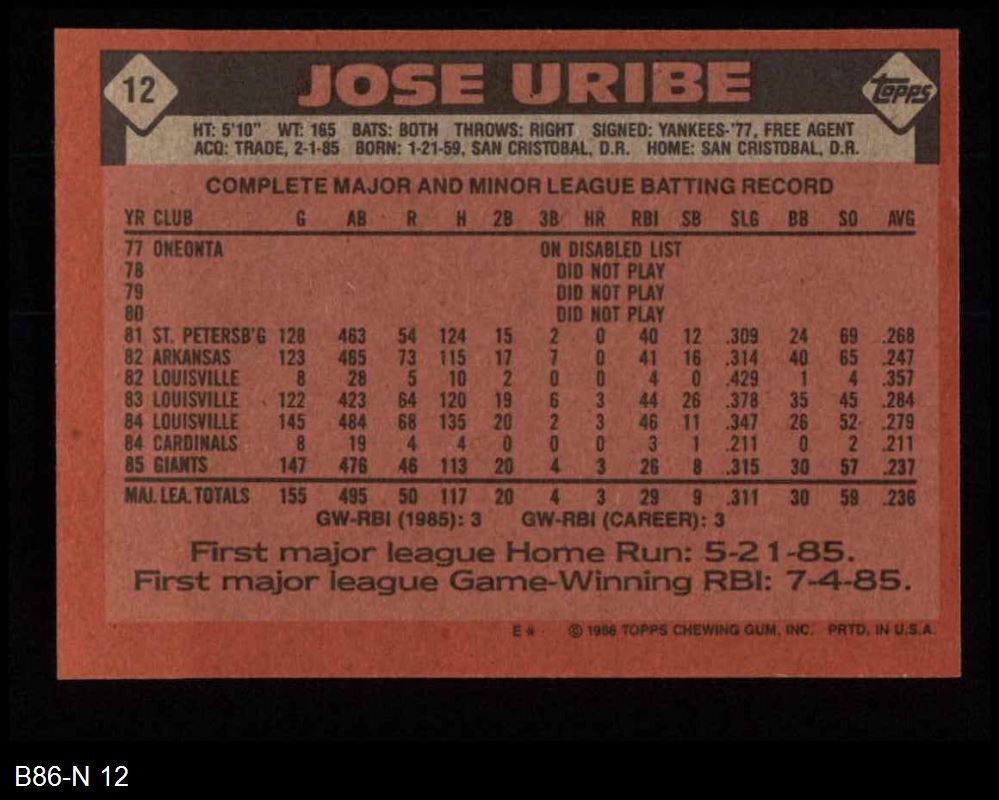 12 JOSE URIBE TOPPS
HT: 5'10" WT: 165 BATS: BOTH THROWS: RIGHT SIGNED: YANKEES-'77, FREE AGENT
ACQ: TRADE, 2-1-85 BORN: 1-21-59, SAN CRISTOBAL, D.R. HOME: SAN CRISTOBAL, D.R.
COMPLETE MAJOR AND MINOR LEAGUE BATTING RECORD
YR CLUB G AB R H 2B 3B HR RBI SB SLG BB SO AVG
77 ONEONTA ON DISABLED LIST
78 DID NOT PLAY
79 DID NOT PLAY
80 DID NOT PLAY
81 ST. PETERSB'G 128 463 54 124 15 2 0 40 12 .309 24 69 .268
82 ARKANSAS 123 465 73 115 17 7 0 41 16 .314 40 65 .247
82 LOUISVILLE 8 28 5 10 2 0 0 4 0 .429 1 4 .357
83 LOUISVILLE 122 423 64 120 19 6 3 44 26 .378 35 45 .284
84 LOUISVILLE 145 484 68 135 20 2 3 46 11 .347 26 52 .279
84 CARDINALS 8 19 4 4 0 0 0 3 1 .211 0 2 .211
85 GIANTS 147 476 46 113 20 4 3 26 8 .315 30 57 .237
MAJ. LEA. TOTALS 155 495 50 117 20 4 3 29 9 .311 30 59 .236
GW-RBI (1985): 3 GW-RBI (CAREER): 3
First major league Home Run: 5-21-85.
First major league Game-Winning RBI: 7-4-85.
E* © 1986 TOPPS CHEWING GUM, INC. PRTD. IN U.S.A.
B86-N 12